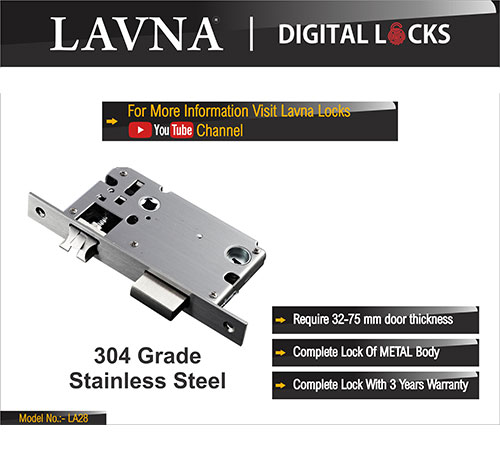 LAVNA | DIGITAL LOCKS
For More Information Visit Lavna Locks
YouTube Channel
304 Grade
Stainless Steel
Require 32-75 mm door thickness
Complete Lock Of METAL Body
Complete Lock With 3 Years Warranty
Model No.:- LA28